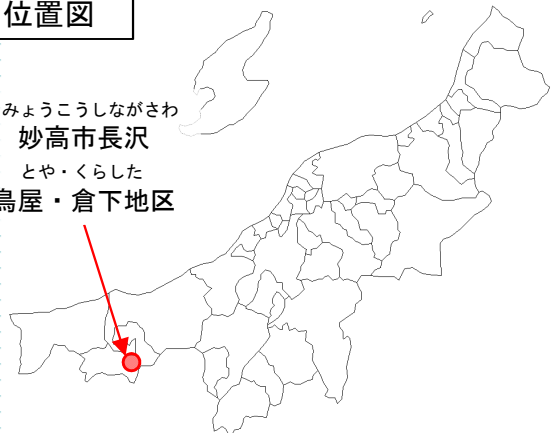 位置図
みょうこうしながさわ
妙高市長沢
とや・くらした
鳥屋・倉下地区